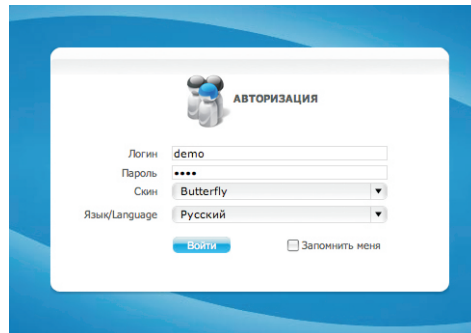 АВТОРИЗАЦИЯ
Логин demo
Пароль ••••
Скин Butterfly
Язык/Language Русский
Войти Запомнить меня